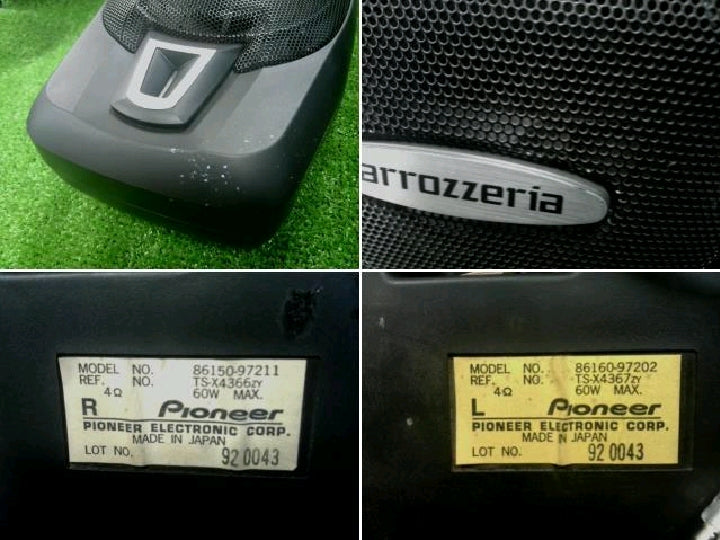 arrozzeria
MODEL NO. 86150-97211
REF. NO. TS-X4366ZY
4Ω 60W MAX.
R Pioneer
PIONEER ELECTRONIC CORP.
MADE IN JAPAN
LOT NO. 92 0043
MODEL NO. 86160-97202
REF. NO. TS-X4367ZY
4Ω 60W MAX.
L Pioneer
PIONEER ELECTRONIC CORP.
MADE IN JAPAN
LOT NO. 92 0043